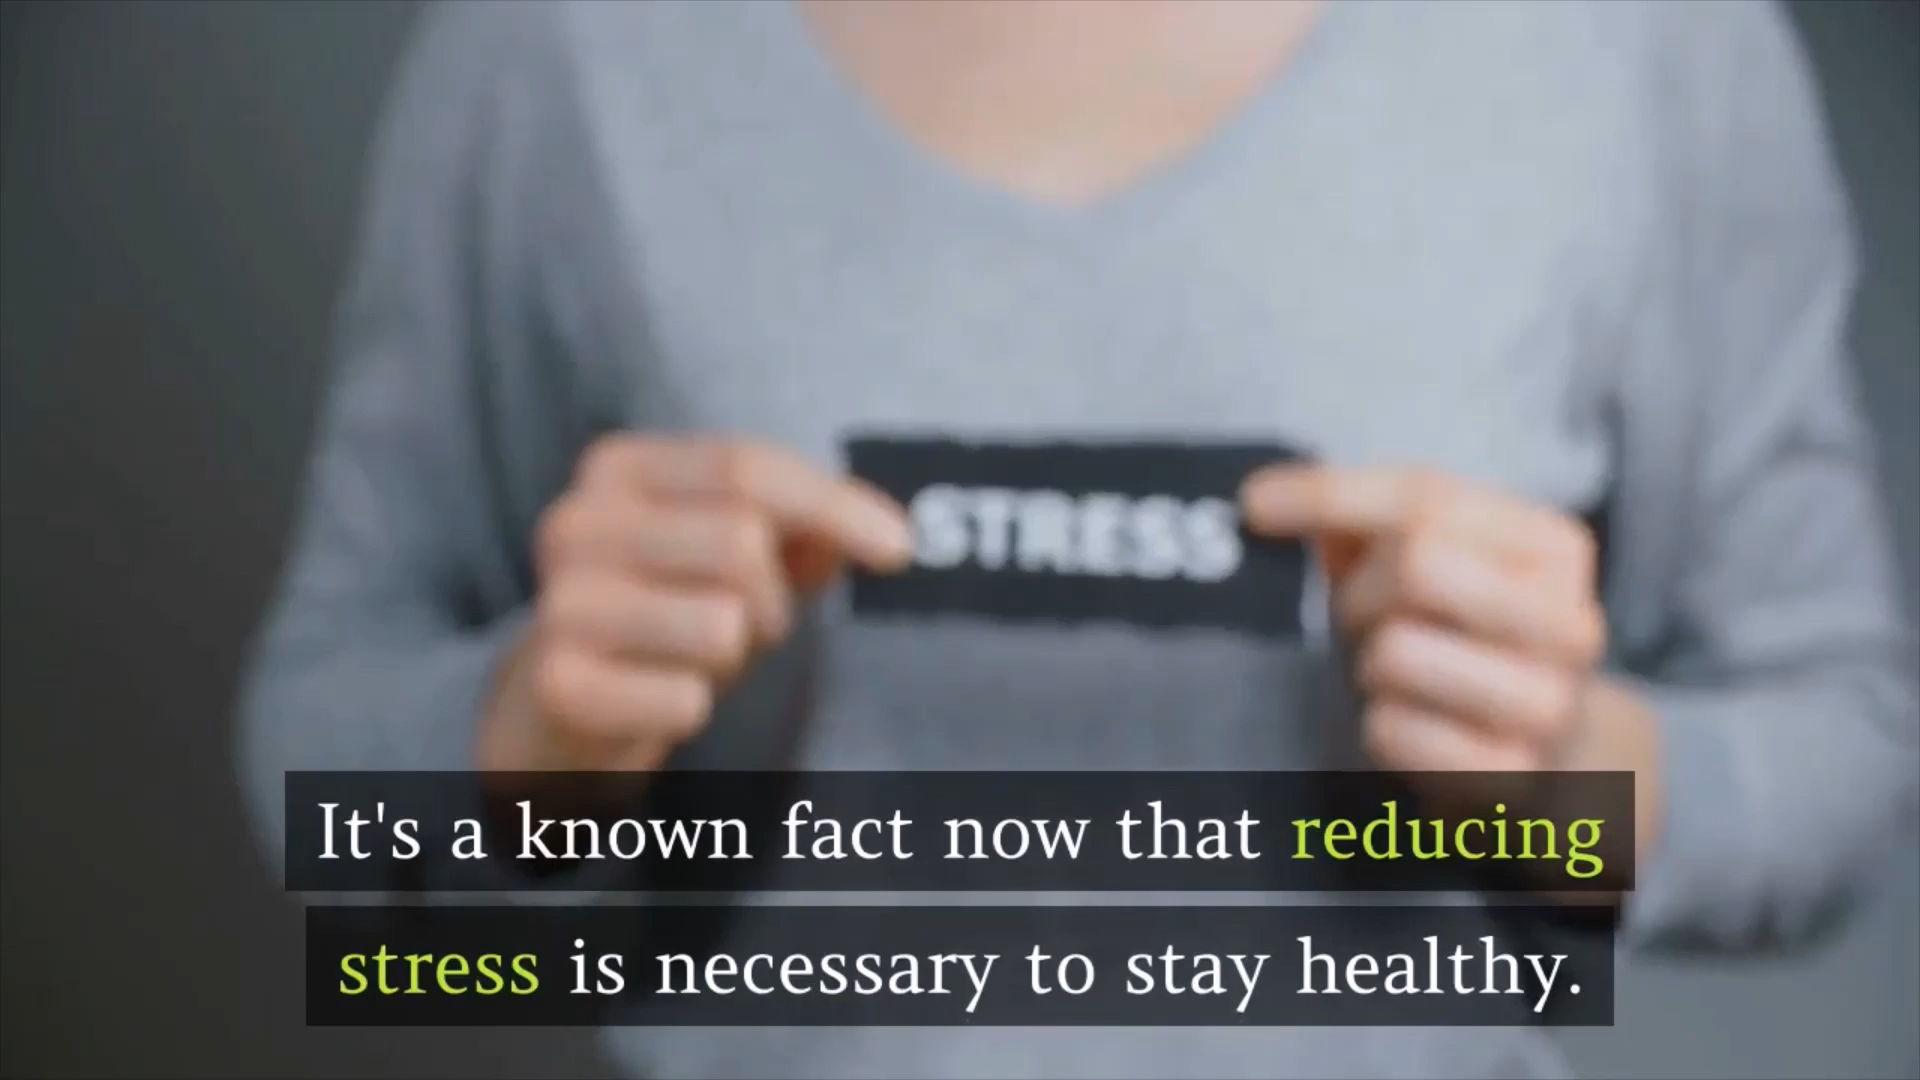 STRESS
It's a known fact now that reducing
stress is necessary to stay healthy.